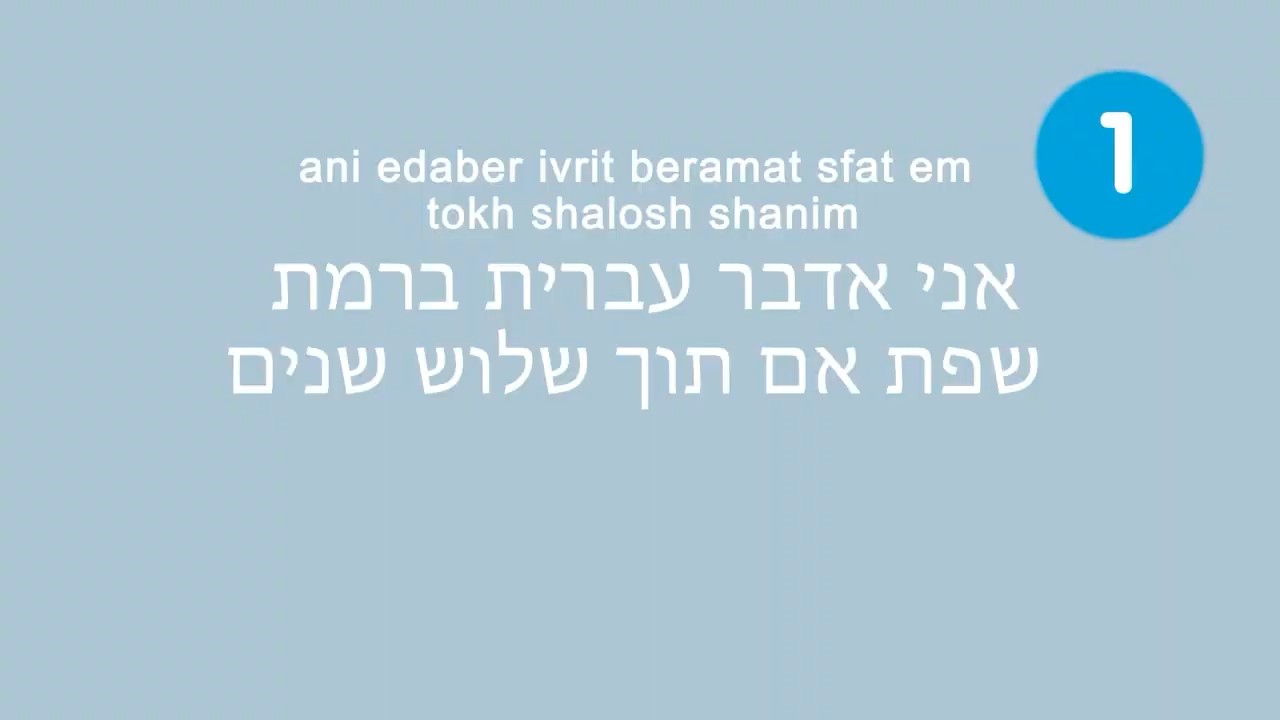 1
ani edaber ivrit beramat sfat em
tokh shalosh shanim
אני אדבר עברית ברמת
שפת אם תוך שלוש שנים